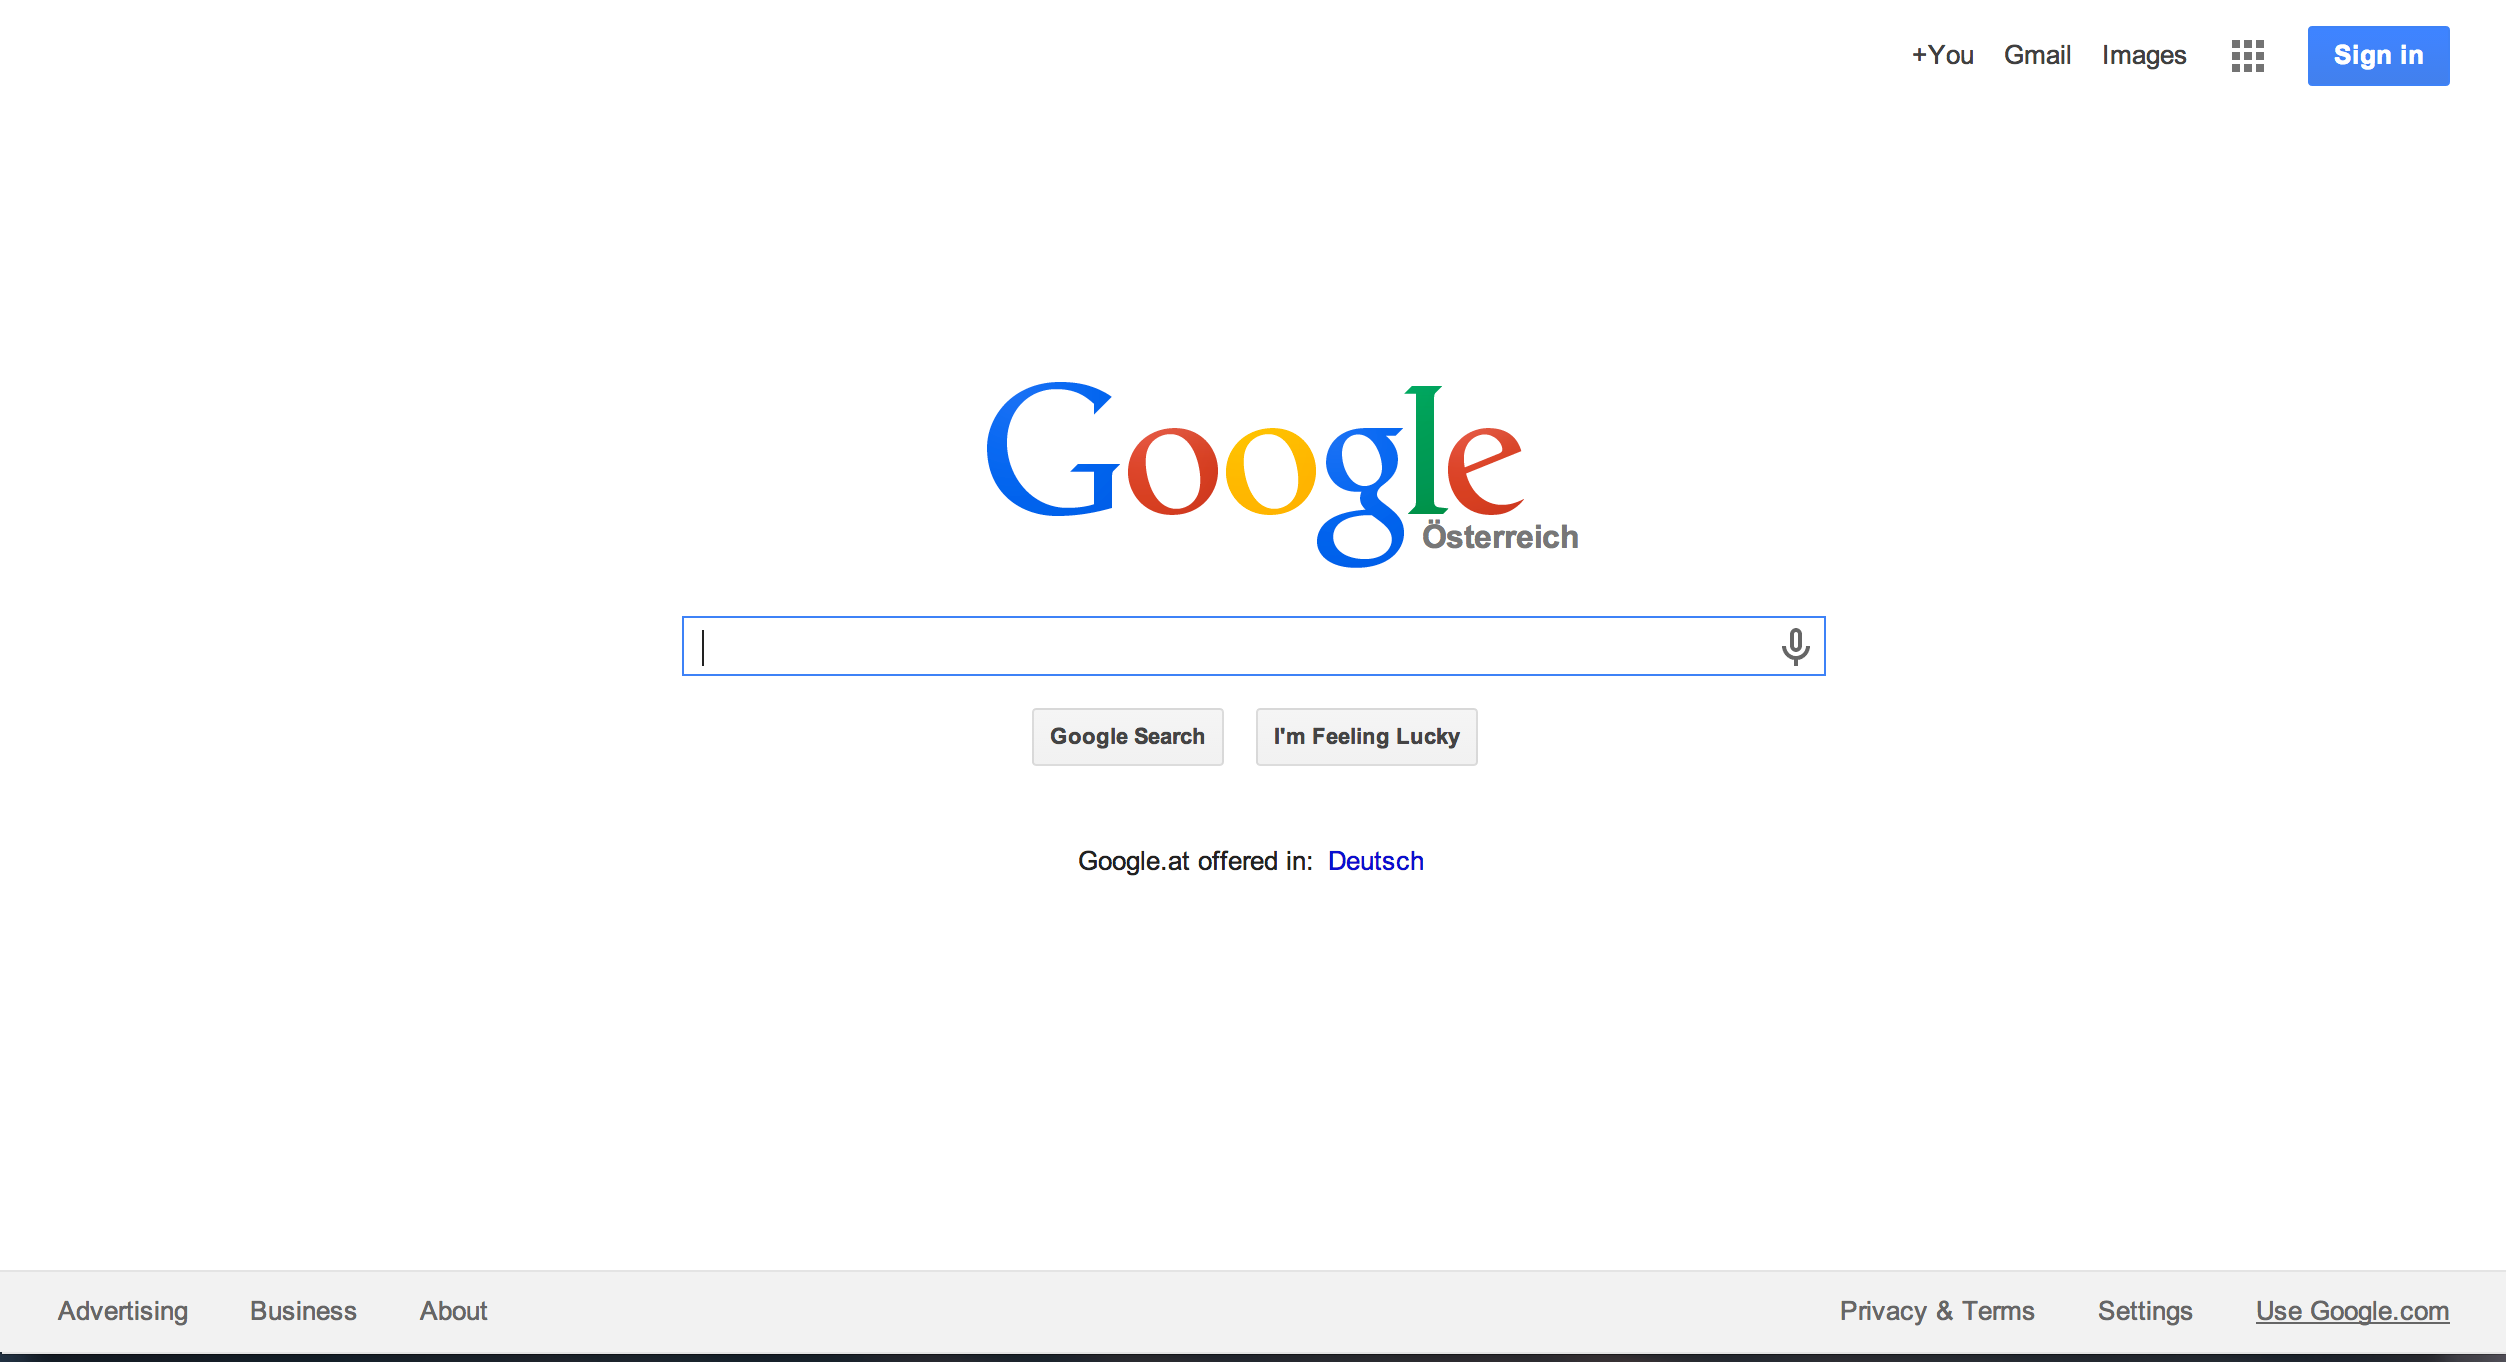 +You Gmail Images Sign in
Google
Österreich
Google Search I'm Feeling Lucky
Google.at offered in: Deutsch
Advertising Business About Privacy & Terms Settings Use Google.com